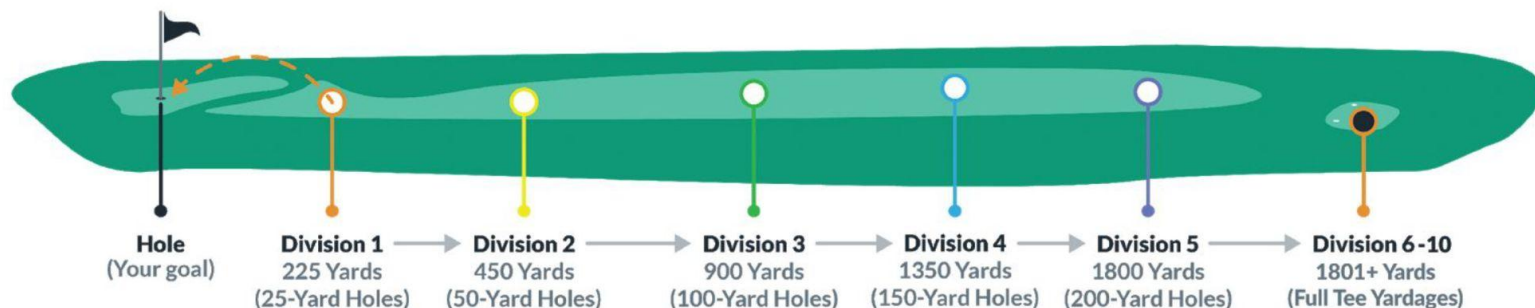 Hole
(Your goal)
Division 1
225 Yards
(25-Yard Holes)
Division 2
450 Yards
(50-Yard Holes)
Division 3
900 Yards
(100-Yard Holes)
Division 4
1350 Yards
(150-Yard Holes)
Division 5
1800 Yards
(200-Yard Holes)
Division 6-10
1801+ Yards
(Full Tee Yardages)